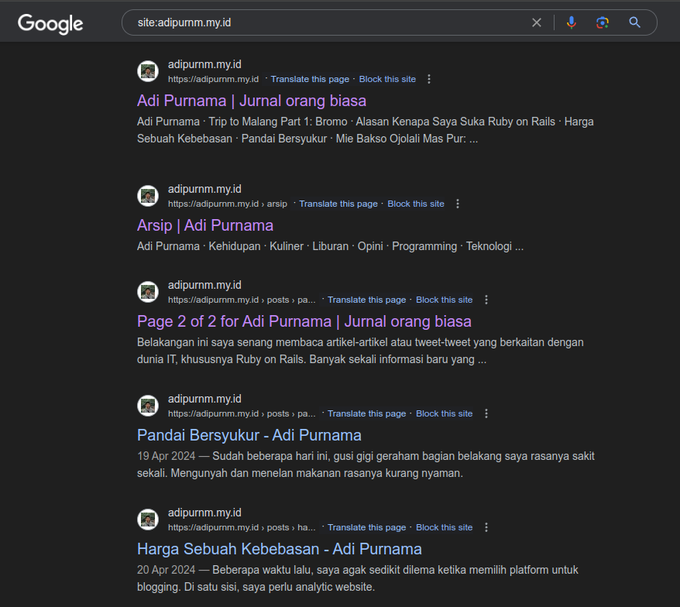 Google
site:adipurnm.my.id
adipurnm.my.id
https://adipurnm.my.id · Translate this page · Block this site
Adi Purnama | Jurnal orang biasa
Adi Purnama · Trip to Malang Part 1: Bromo · Alasan Kenapa Saya Suka Ruby on Rails · Harga
Sebuah Kebebasan · Pandai Bersyukur · Mie Bakso Ojolali Mas Pur: ...
adipurnm.my.id
https://adipurnm.my.id › arsip · Translate this page · Block this site
Arsip | Adi Purnama
Adi Purnama · Kehidupan · Kuliner · Liburan · Opini · Programming · Teknologi ...
adipurnm.my.id
https://adipurnm.my.id › posts › pa... · Translate this page · Block this site
Page 2 of 2 for Adi Purnama | Jurnal orang biasa
Belakangan ini saya senang membaca artikel-artikel atau tweet-tweet yang berkaitan dengan
dunia IT, khususnya Ruby on Rails. Banyak sekali informasi baru yang ...
adipurnm.my.id
https://adipurnm.my.id › posts › pa... · Translate this page · Block this site
Pandai Bersyukur - Adi Purnama
19 Apr 2024 — Sudah beberapa hari ini, gusi gigi geraham bagian belakang saya rasanya sakit
sekali. Mengunyah dan menelan makanan rasanya kurang nyaman.
adipurnm.my.id
https://adipurnm.my.id › posts › ha... · Translate this page · Block this site
Harga Sebuah Kebebasan - Adi Purnama
20 Apr 2024 — Beberapa waktu lalu, saya agak sedikit dilema ketika memilih platform untuk
blogging. Di satu sisi, saya perlu analytic website.